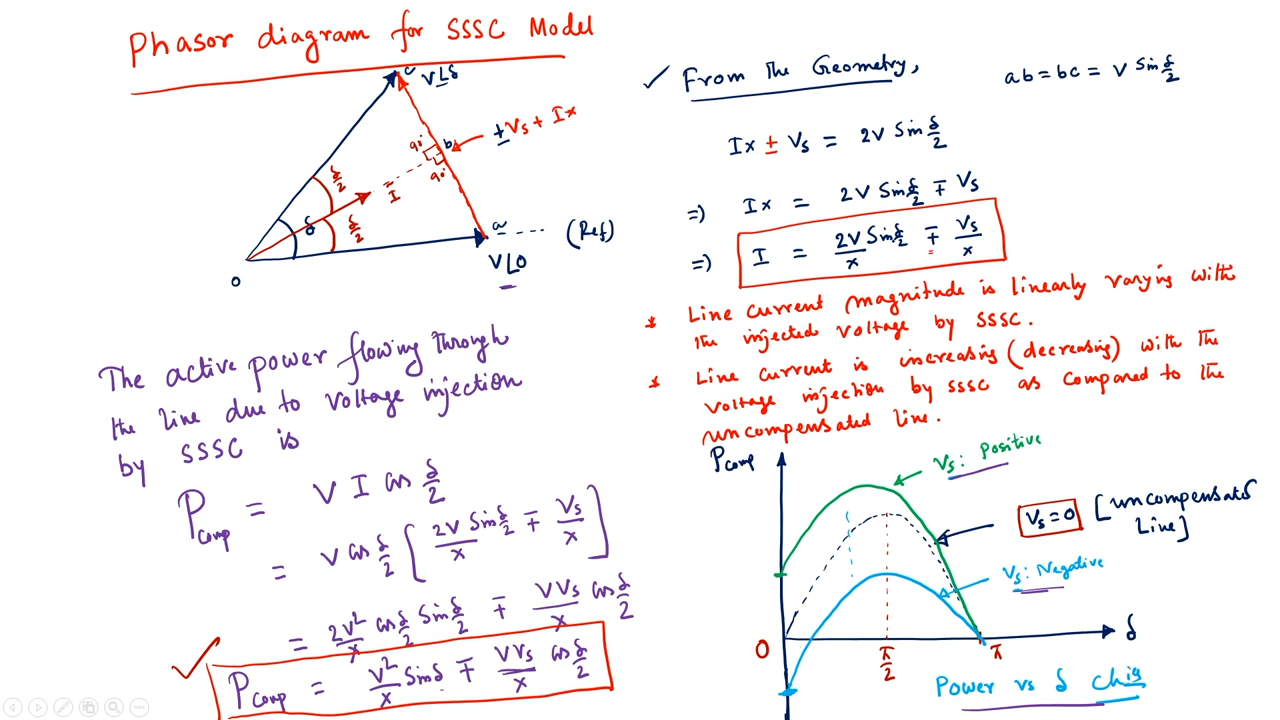 Phasor diagram for SSSC Model
c V∠δ
90°
b
90°
± Vs + Ix
δ/2
Ī
δ
δ/2
a
(Ref)
0
V∠0
The active power flowing through
the line due to voltage injection
by SSSC is
Pcomp = V I cos δ/2
= V cos δ/2 [ 2V/x Sin δ/2 ∓ Vs/x ]
= 2V²/x cos δ/2 Sin δ/2 ∓ VVs/x cos δ/2
Pcomp = V²/x Sin δ ∓ VVs/x cos δ/2
✓ From The Geometry,
ab = bc = V Sin δ/2
Ix ± Vs = 2V Sin δ/2
=) Ix = 2V Sin δ/2 ∓ Vs
=) I = 2V/x Sin δ/2 ∓ Vs/x
* Line current magnitude is linearly varying with
the injected voltage by SSSC.
* Line current is increasing (decreasing) with the
voltage injection by SSSC as compared to the
uncompensated line.
Pcomp
Vs: Positive
Vs = 0 [uncompensated
Line]
Vs: Negative
0
π/2
π
δ
Power vs δ chis